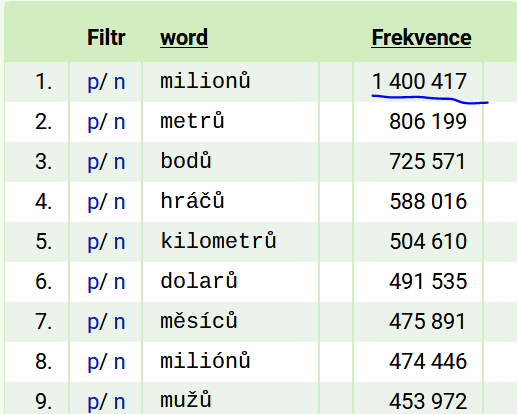 Filtr word Frekvence
1. p/ n milionů 1 400 417
2. p/ n metrů 806 199
3. p/ n bodů 725 571
4. p/ n hráčů 588 016
5. p/ n kilometrů 504 610
6. p/ n dolarů 491 535
7. p/ n měsíců 475 891
8. p/ n miliónů 474 446
9. p/ n mužů 453 972